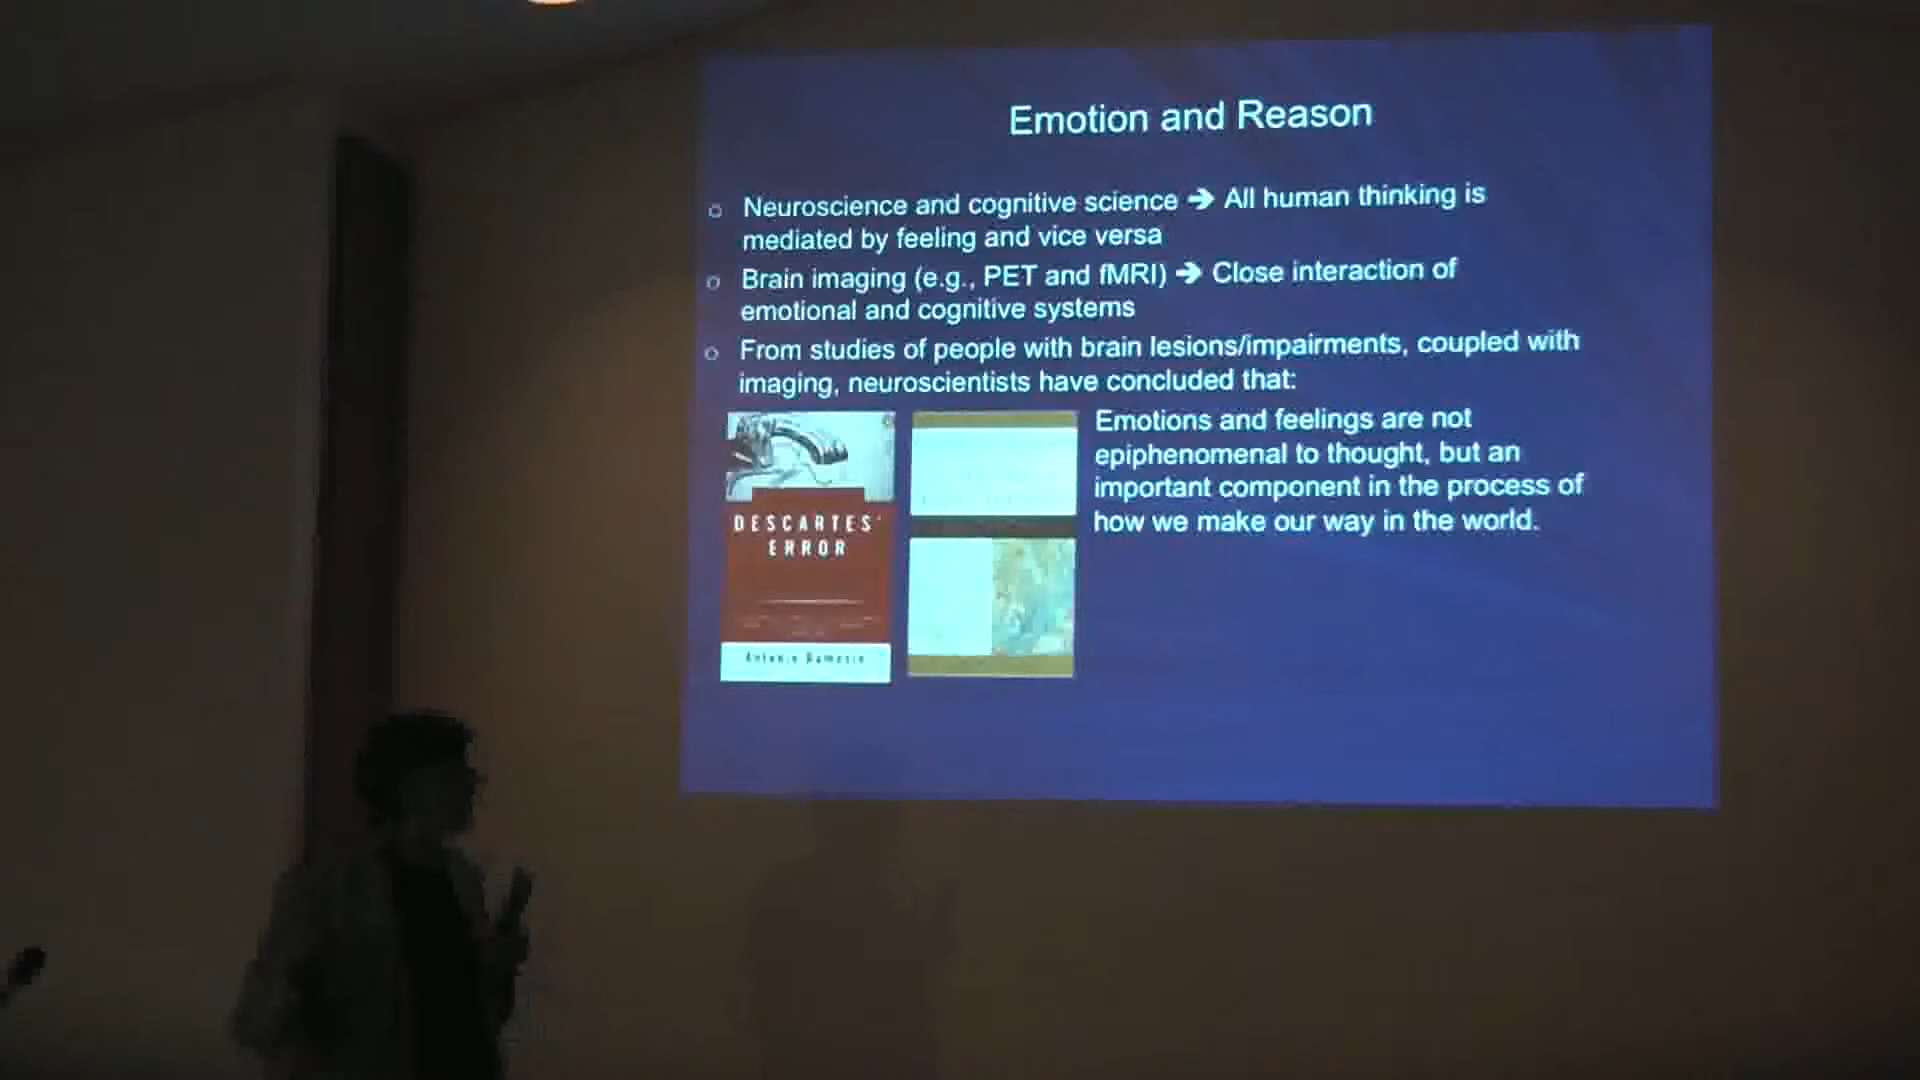 Emotion and Reason
Neuroscience and cognitive science ➔ All human thinking is
mediated by feeling and vice versa
Brain imaging (e.g., PET and fMRI) ➔ Close interaction of
emotional and cognitive systems
From studies of people with brain lesions/impairments, coupled with
imaging, neuroscientists have concluded that:
Emotions and feelings are not
epiphenomenal to thought, but an
important component in the process of
how we make our way in the world.
DESCARTES'
ERROR
Antonio Damasio